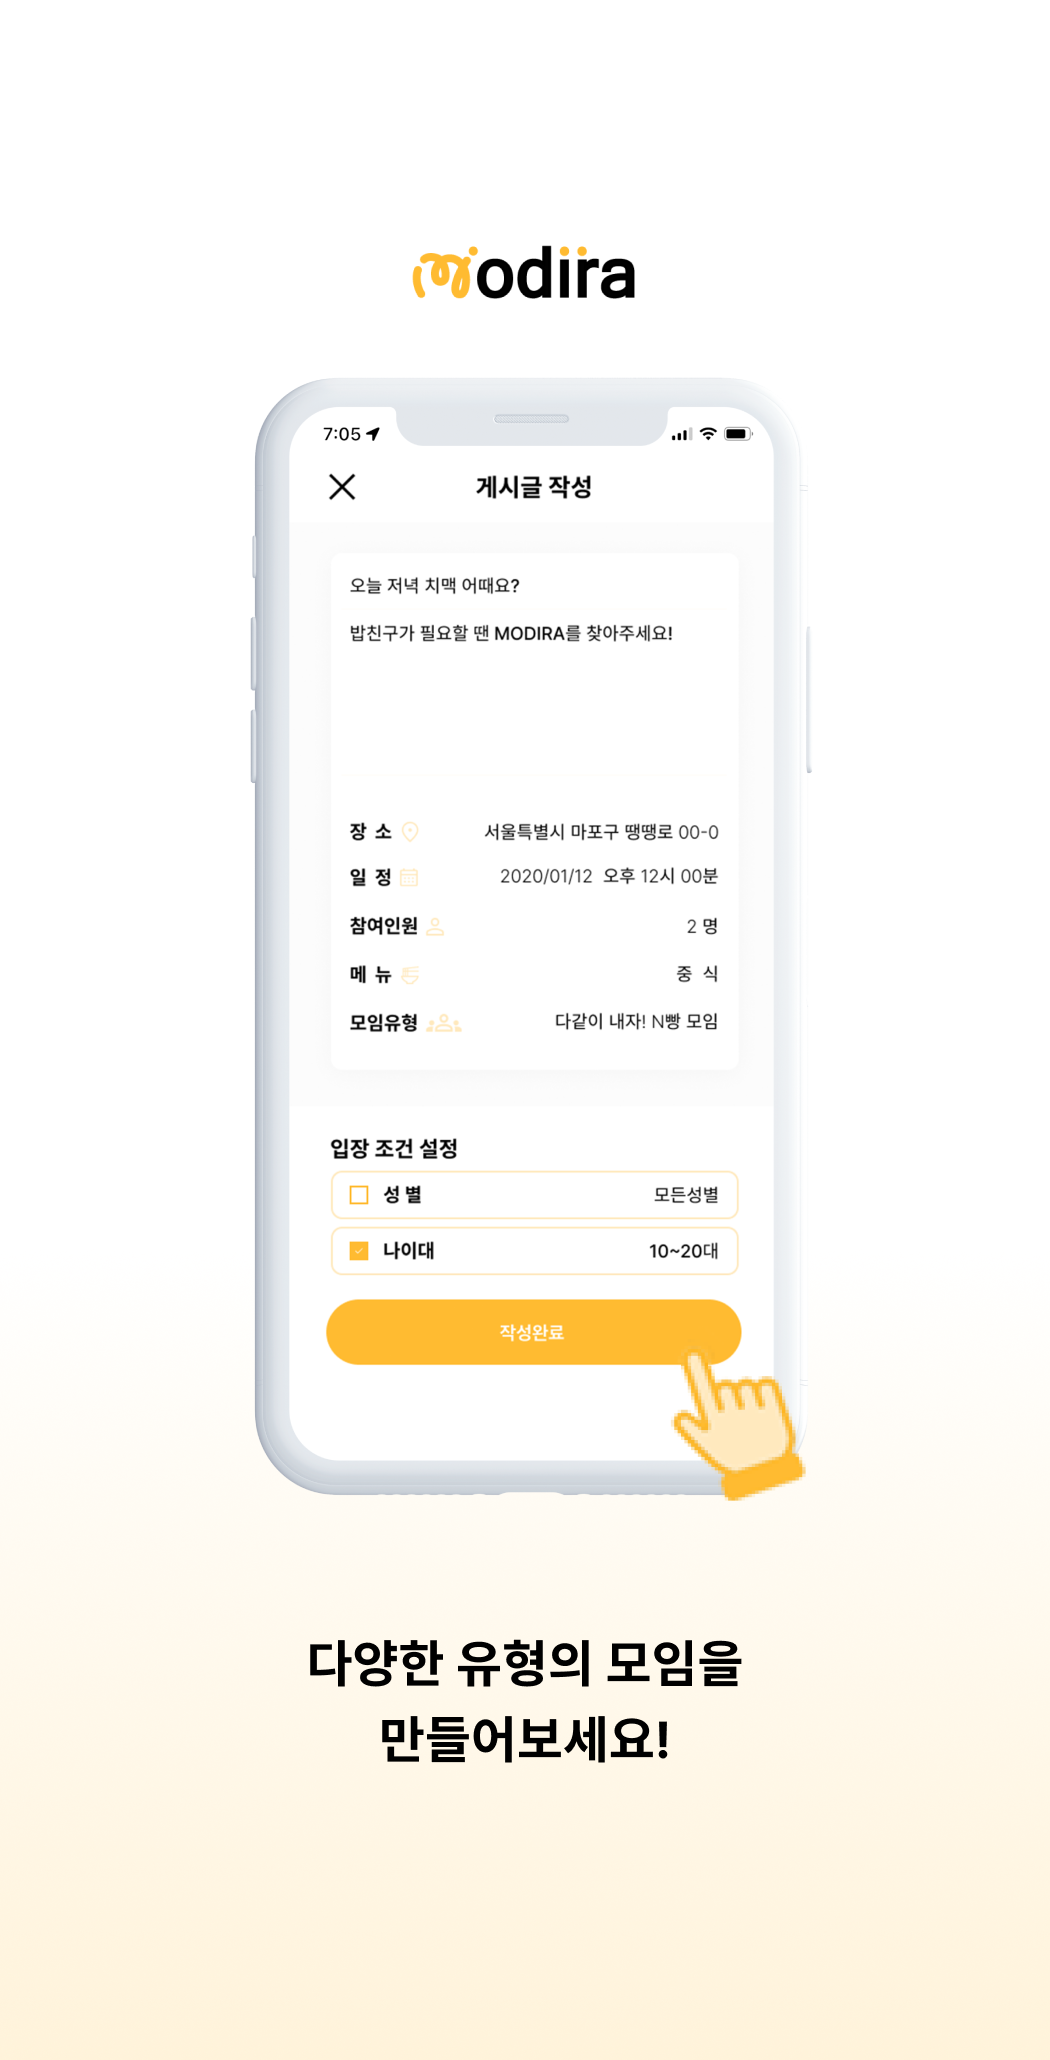 Modiira
7:05
게시글 작성
오늘 저녁 치맥 어때요?
밥친구가 필요할 땐 MODIRA를 찾아주세요!
장 소 서울특별시 마포구 땡땡로 00-0
일 정 2020/01/12 오후 12시 00분
참여인원 2 명
메 뉴 중 식
모임유형 다같이 내자! N빵 모임
입장 조건 설정
성 별 모든성별
나이대 10~20대
작성완료
다양한 유형의 모임을
만들어보세요!